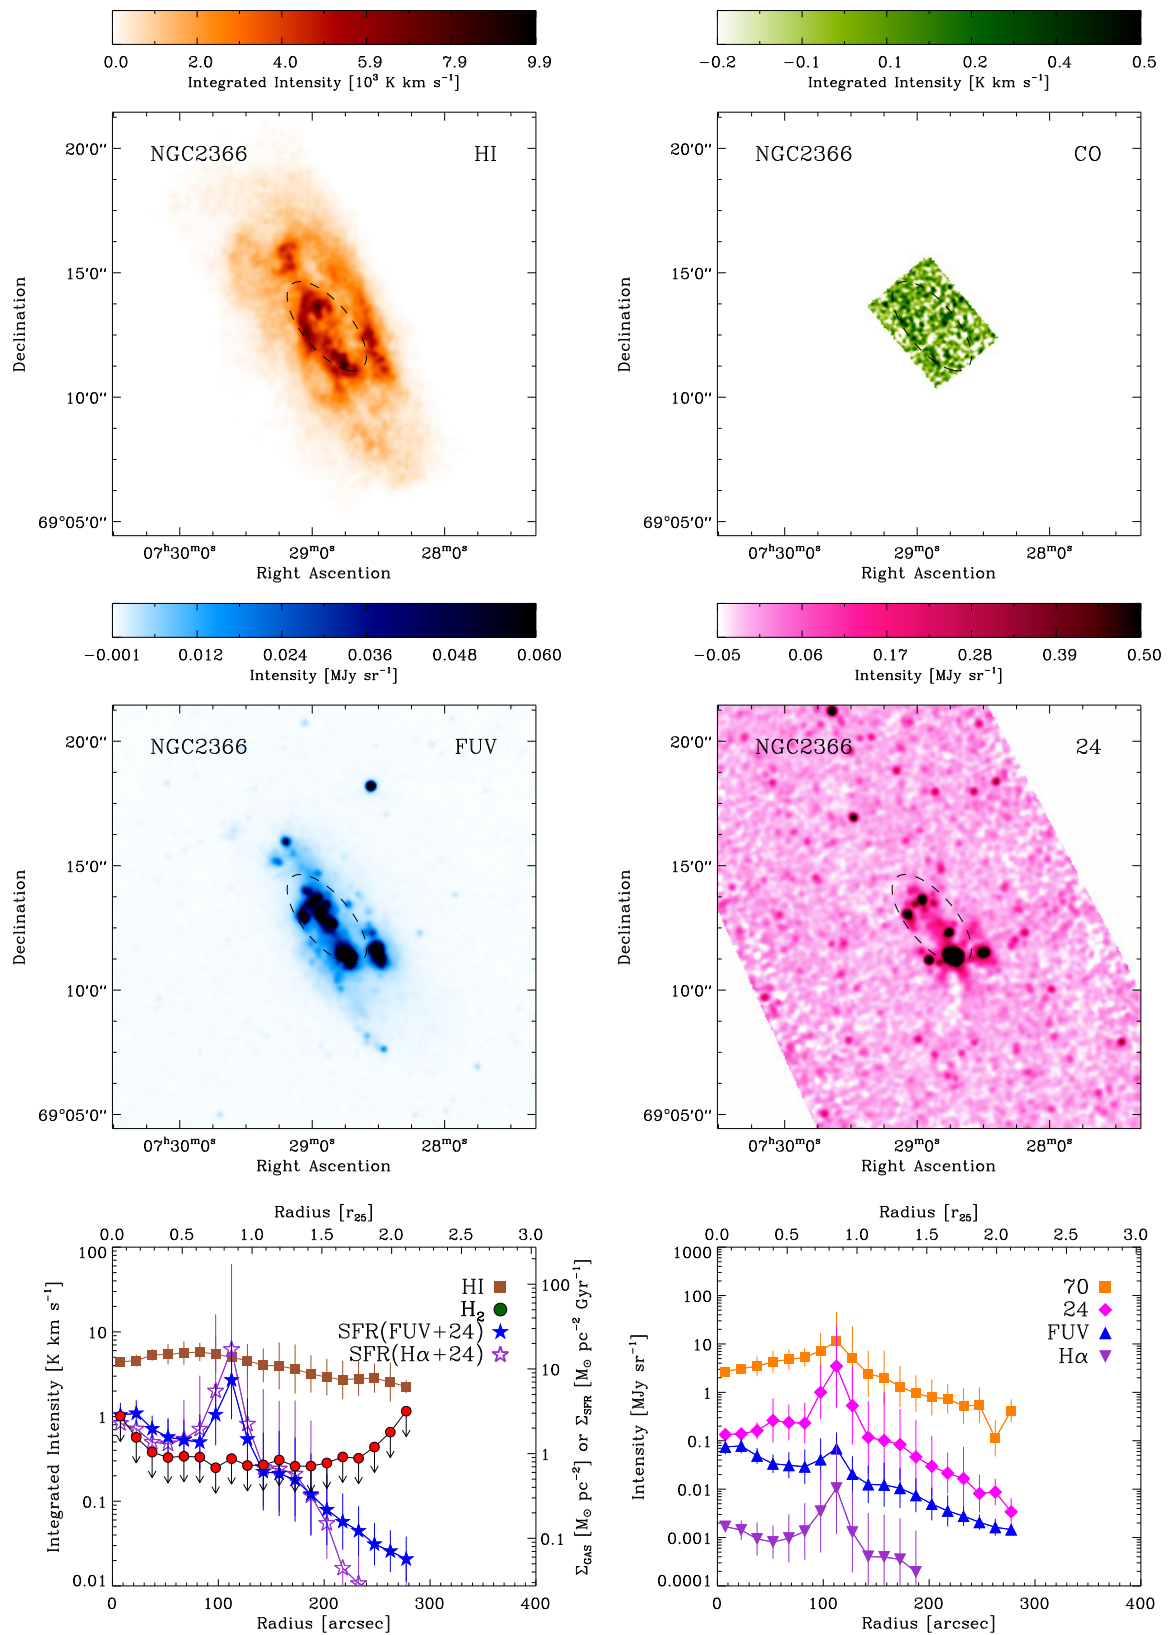 0.0 2.0 4.0 5.9 7.9 9.9
Integrated Intensity [10³ K km s⁻¹]
NGC2366 HI
20'0''
15'0''
10'0''
69°05'0''
Declination
07ʰ30ᵐ0ˢ 29ᵐ0ˢ 28ᵐ0ˢ
Right Ascention
−0.2 −0.1 0.1 0.2 0.4 0.5
Integrated Intensity [K km s⁻¹]
NGC2366 CO
20'0''
15'0''
10'0''
69°05'0''
Declination
07ʰ30ᵐ0ˢ 29ᵐ0ˢ 28ᵐ0ˢ
Right Ascention
−0.001 0.012 0.024 0.036 0.048 0.060
Intensity [MJy sr⁻¹]
NGC2366 FUV
20'0''
15'0''
10'0''
69°05'0''
Declination
07ʰ30ᵐ0ˢ 29ᵐ0ˢ 28ᵐ0ˢ
Right Ascention
−0.05 0.06 0.17 0.28 0.39 0.50
Intensity [MJy sr⁻¹]
NGC2366 24
20'0''
15'0''
10'0''
69°05'0''
Declination
07ʰ30ᵐ0ˢ 29ᵐ0ˢ 28ᵐ0ˢ
Right Ascention
Radius [r₂₅]
0.0 0.5 1.0 1.5 2.0 2.5 3.0
100
10
1
0.1
0.01
Integrated Intensity [K km s⁻¹]
HI
H₂
SFR(FUV+24)
SFR(Hα+24)
100
10
1
0.1
Σ_GAS [M⊙ pc⁻²] or Σ_SFR [M⊙ pc⁻² Gyr⁻¹]
0 100 200 300 400
Radius [arcsec]
Radius [r₂₅]
0.0 0.5 1.0 1.5 2.0 2.5 3.0
1000
100
10
1
0.1
0.01
0.001
0.0001
Intensity [MJy sr⁻¹]
70
24
FUV
Hα
0 100 200 300 400
Radius [arcsec]